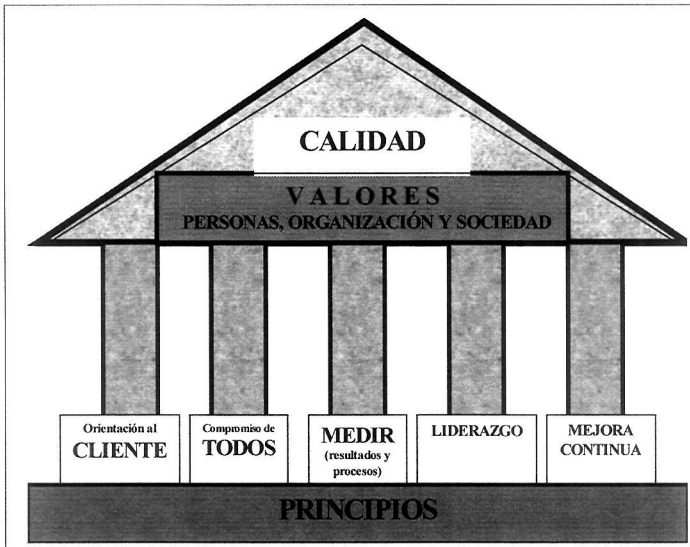 CALIDAD
VALORES
PERSONAS, ORGANIZACIÓN Y SOCIEDAD
Orientación al
CLIENTE
Compromiso de
TODOS
MEDIR
(resultados y
procesos)
LIDERAZGO
MEJORA
CONTINUA
PRINCIPIOS